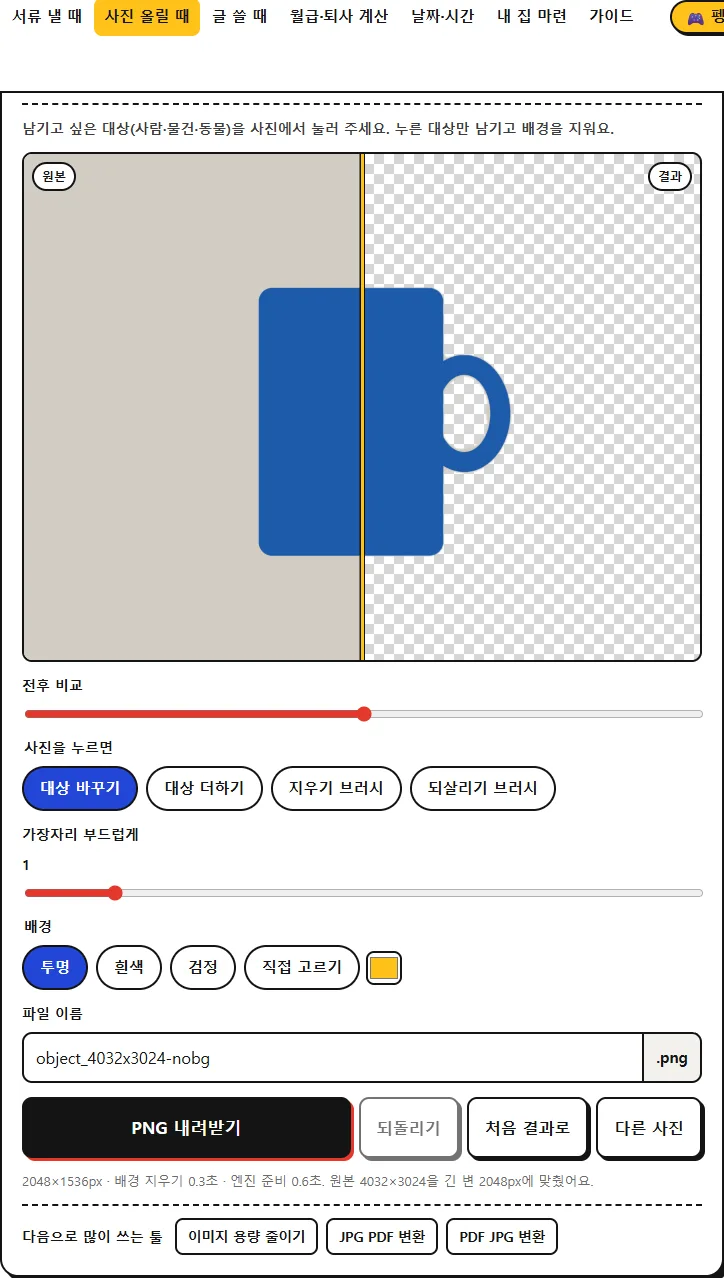 서류 낼 때 사진 올릴 때 글 쓸 때 월급·퇴사 계산 날짜·시간 내 집 마련 가이드 🎮 펭
남기고 싶은 대상(사람·물건·동물)을 사진에서 눌러 주세요. 누른 대상만 남기고 배경을 지워요.
원본 결과
전후 비교
사진을 누르면
대상 바꾸기 대상 더하기 지우기 브러시 되살리기 브러시
가장자리 부드럽게
1
배경
투명 흰색 검정 직접 고르기
파일 이름
object_4032x3024-nobg .png
PNG 내려받기 되돌리기 처음 결과로 다른 사진
2048×1536px · 배경 지우기 0.3초 · 엔진 준비 0.6초. 원본 4032×3024을 긴 변 2048px에 맞췄어요.
다음으로 많이 쓰는 툴 이미지 용량 줄이기 JPG PDF 변환 PDF JPG 변환